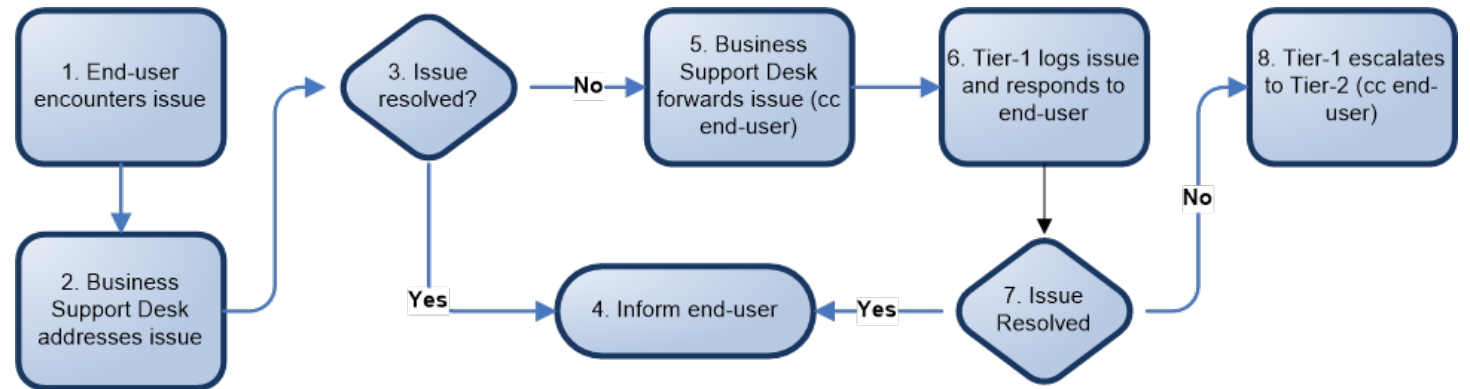 1. End-user
encounters issue
2. Business
Support Desk
addresses issue
3. Issue
resolved?
Yes
No
4. Inform end-user
5. Business
Support Desk
forwards issue (cc
end-user)
6. Tier-1 logs issue
and responds to
end-user
7. Issue
Resolved
Yes
No
8. Tier-1 escalates
to Tier-2 (cc end-
user)